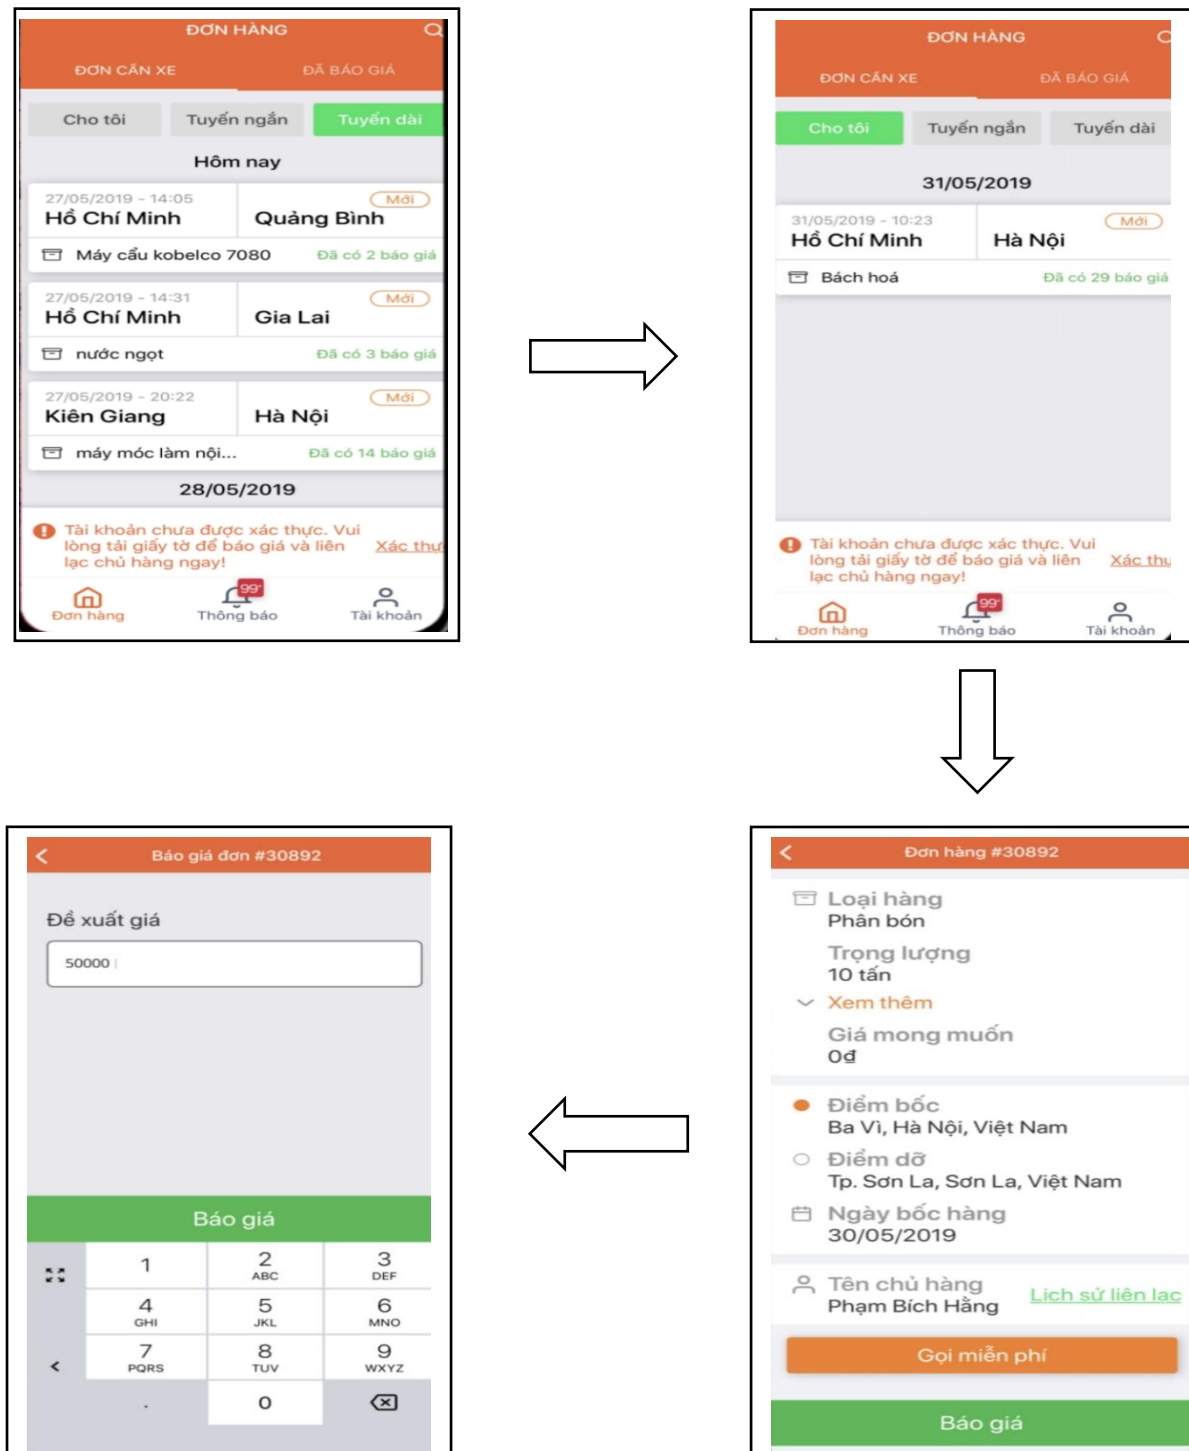 ĐƠN HÀNG
ĐƠN CẦN XE
ĐÃ BÁO GIÁ
Cho tôi
Tuyến ngắn
Tuyến dài
Hôm nay
27/05/2019 - 14:05
Mới
Hồ Chí Minh
Quảng Bình
Máy cẩu kobelco 7080
Đã có 2 báo giá
27/05/2019 - 14:31
Mới
Hồ Chí Minh
Gia Lai
nước ngọt
Đã có 3 báo giá
27/05/2019 - 20:22
Mới
Kiên Giang
Hà Nội
máy móc làm nội...
Đã có 14 báo giá
28/05/2019
Tài khoản chưa được xác thực. Vui
lòng tải giấy tờ để báo giá và liên
Xác thự
lạc chủ hàng ngay!
99+
Đơn hàng
Thông báo
Tài khoản
ĐƠN HÀNG
ĐƠN CẦN XE
ĐÃ BÁO GIÁ
Cho tôi
Tuyến ngắn
Tuyến dài
31/05/2019
31/05/2019 - 10:23
Mới
Hồ Chí Minh
Hà Nội
Bách hoá
Đã có 29 báo giá
Tài khoản chưa được xác thực. Vui
lòng tải giấy tờ để báo giá và liên
Xác thự
lạc chủ hàng ngay!
99+
Đơn hàng
Thông báo
Tài khoản
Đơn hàng #30892
Loại hàng
Phân bón
Trọng lượng
10 tấn
Xem thêm
Giá mong muốn
0₫
Điểm bốc
Ba Vì, Hà Nội, Việt Nam
Điểm dỡ
Tp. Sơn La, Sơn La, Việt Nam
Ngày bốc hàng
30/05/2019
Tên chủ hàng
Phạm Bích Hằng
Lịch sử liên lạc
Gọi miễn phí
Báo giá
Báo giá đơn #30892
Đề xuất giá
50000
Báo giá
1
2
ABC
3
DEF
4
GHI
5
JKL
6
MNO
7
PQRS
8
TUV
9
WXYZ
.
0